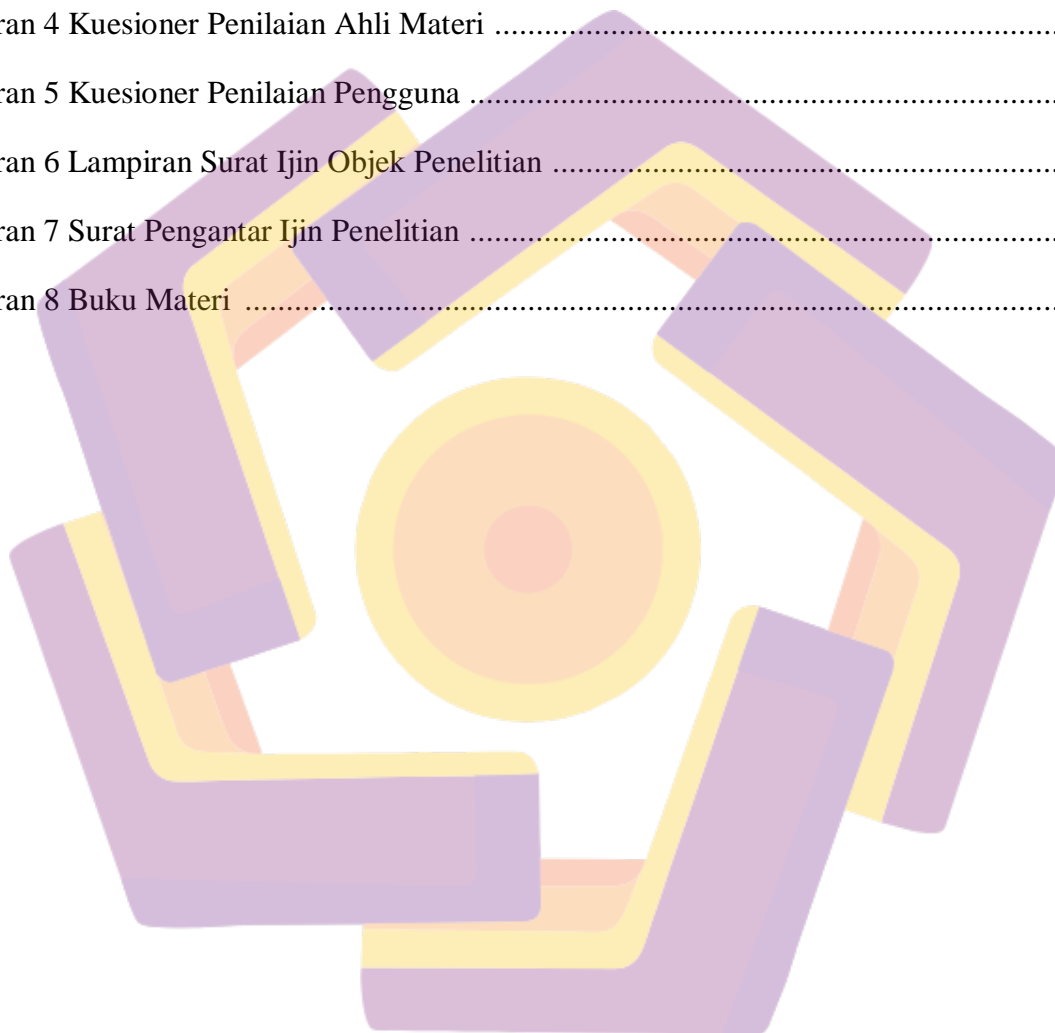 ran 4 Kuesioner Penilaian Ahli Materi ....................................................................
ran 5 Kuesioner Penilaian Pengguna .......................................................................
ran 6 Lampiran Surat Ijin Objek Penelitian .............................................................
ran 7 Surat Pengantar Ijin Penelitian .......................................................................
ran 8 Buku Materi ...................................................................................................